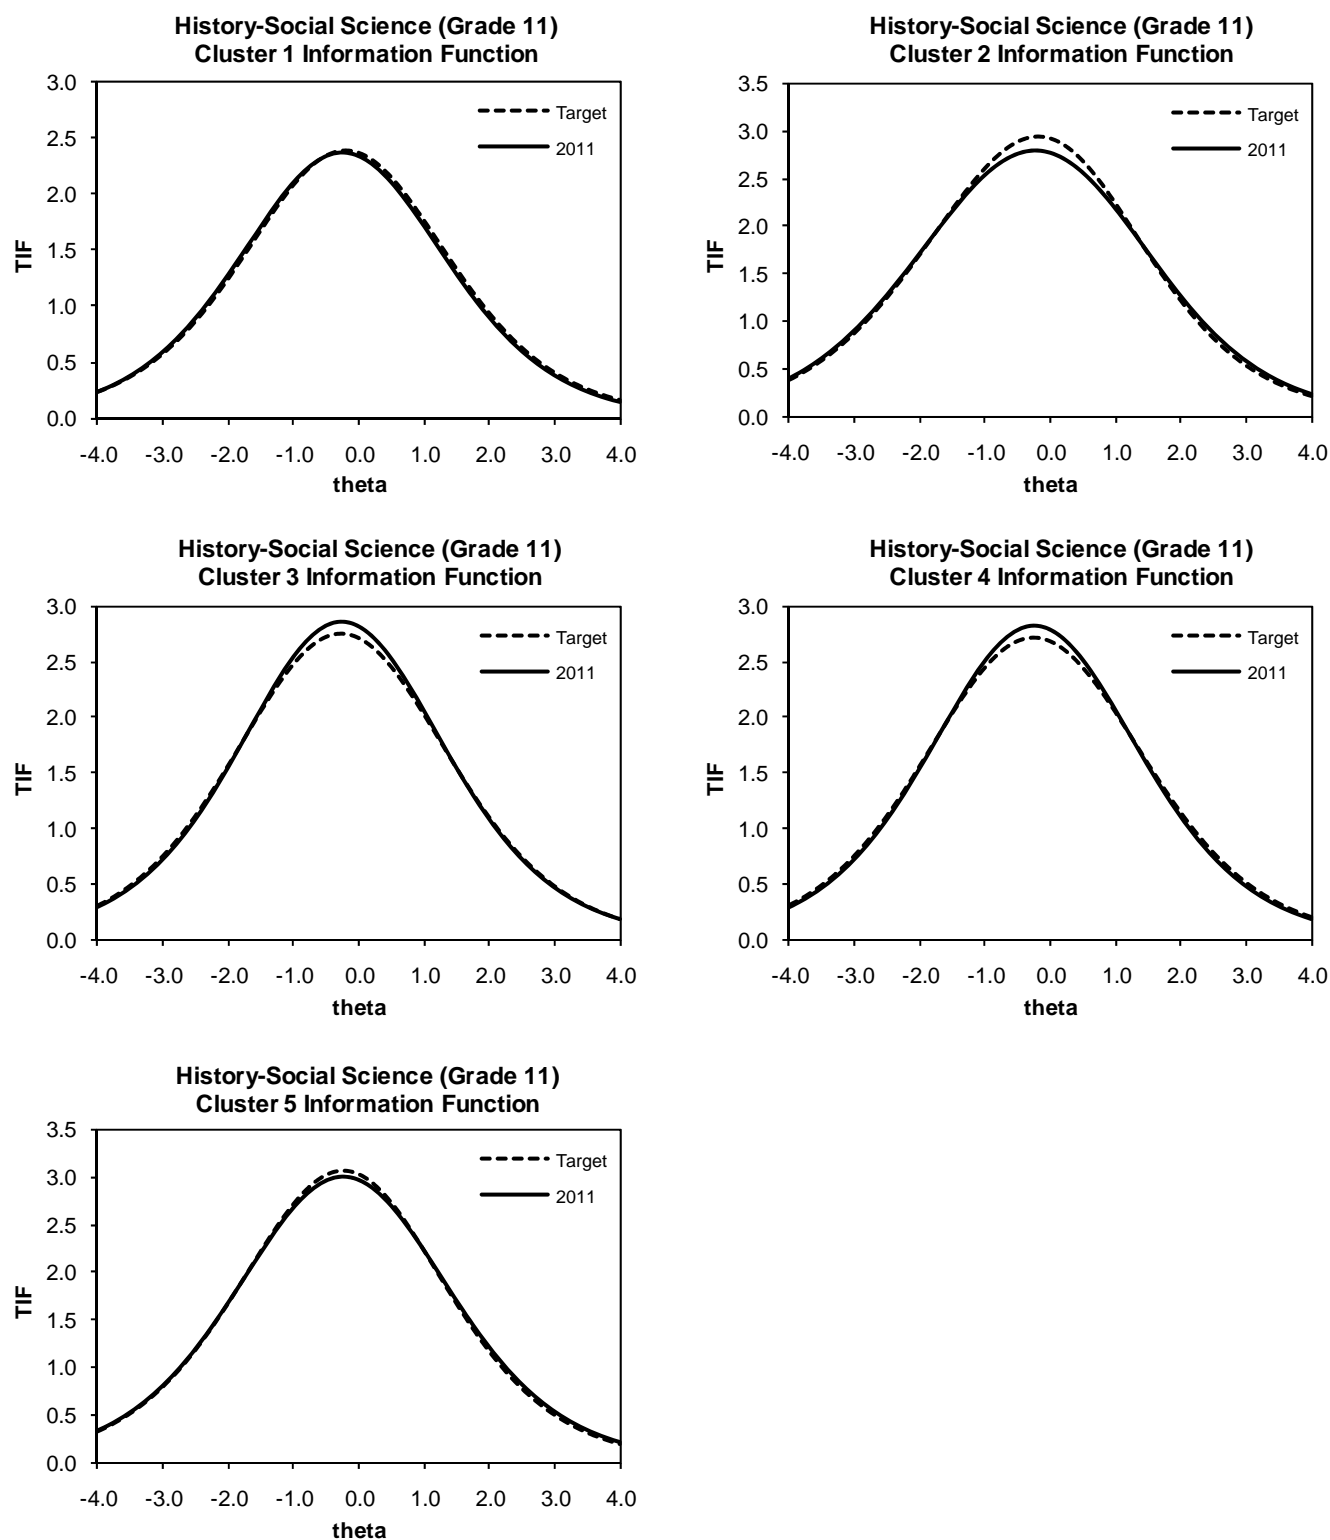 History-Social Science (Grade 11)
Cluster 1 Information Function
3.0
2.5
2.0
1.5
1.0
0.5
0.0
TIF
Target
2011
-4.0 -3.0 -2.0 -1.0 0.0 1.0 2.0 3.0 4.0
theta
History-Social Science (Grade 11)
Cluster 2 Information Function
3.5
3.0
2.5
2.0
1.5
1.0
0.5
0.0
TIF
Target
2011
-4.0 -3.0 -2.0 -1.0 0.0 1.0 2.0 3.0 4.0
theta
History-Social Science (Grade 11)
Cluster 3 Information Function
3.0
2.5
2.0
1.5
1.0
0.5
0.0
TIF
Target
2011
-4.0 -3.0 -2.0 -1.0 0.0 1.0 2.0 3.0 4.0
theta
History-Social Science (Grade 11)
Cluster 4 Information Function
3.0
2.5
2.0
1.5
1.0
0.5
0.0
TIF
Target
2011
-4.0 -3.0 -2.0 -1.0 0.0 1.0 2.0 3.0 4.0
theta
History-Social Science (Grade 11)
Cluster 5 Information Function
3.5
3.0
2.5
2.0
1.5
1.0
0.5
0.0
TIF
Target
2011
-4.0 -3.0 -2.0 -1.0 0.0 1.0 2.0 3.0 4.0
theta